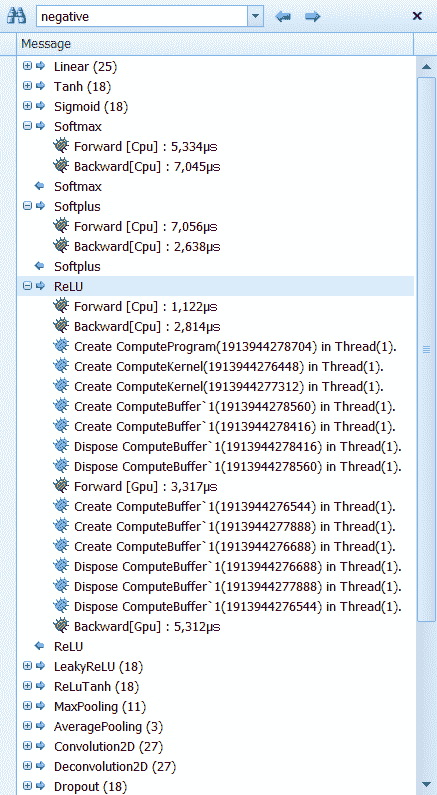 negative
Message
Linear (25)
Tanh (18)
Sigmoid (18)
Softmax
Forward [Cpu] : 5,334µs
Backward[Cpu] : 7,045µs
Softmax
Softplus
Forward [Cpu] : 7,056µs
Backward[Cpu] : 2,638µs
Softplus
ReLU
Forward [Cpu] : 1,122µs
Backward[Cpu] : 2,814µs
Create ComputeProgram(1913944278704) in Thread(1).
Create ComputeKernel(1913944276448) in Thread(1).
Create ComputeKernel(1913944277312) in Thread(1).
Create ComputeBuffer`1(1913944278560) in Thread(1).
Create ComputeBuffer`1(1913944278416) in Thread(1).
Dispose ComputeBuffer`1(1913944278416) in Thread(1).
Dispose ComputeBuffer`1(1913944278560) in Thread(1).
Forward [Gpu] : 3,317µs
Create ComputeBuffer`1(1913944276544) in Thread(1).
Create ComputeBuffer`1(1913944277888) in Thread(1).
Create ComputeBuffer`1(1913944276688) in Thread(1).
Dispose ComputeBuffer`1(1913944276688) in Thread(1).
Dispose ComputeBuffer`1(1913944277888) in Thread(1).
Dispose ComputeBuffer`1(1913944276544) in Thread(1).
Backward[Gpu] : 5,312µs
ReLU
LeakyReLU (18)
ReLuTanh (18)
MaxPooling (11)
AveragePooling (3)
Convolution2D (27)
Deconvolution2D (27)
Dropout (18)